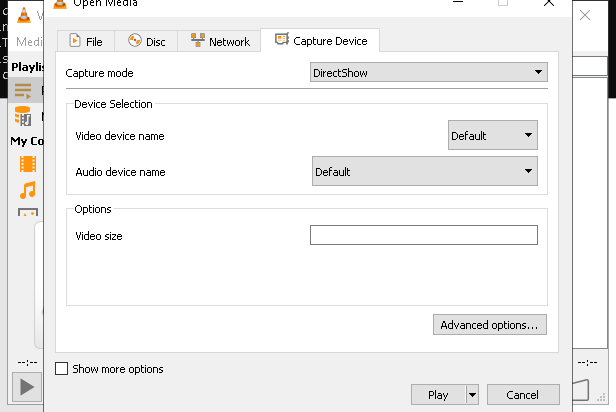 Open Media
Medi
File
Disc
Network
Capture Device
Playlis
Capture mode
DirectShow
Device Selection
Video device name
Default
My Co
Audio device name
Default
Options
Video size
Advanced options...
--:--
--:--
Show more options
Play
Cancel